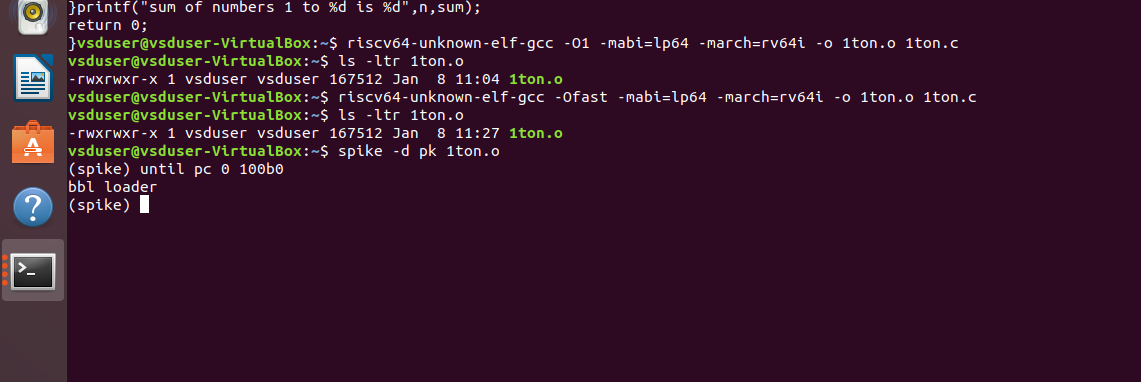 }printf("sum of numbers 1 to %d is %d",n,sum);
return 0;
}vsduser@vsduser-VirtualBox:~$ riscv64-unknown-elf-gcc -O1 -mabi=lp64 -march=rv64i -o 1ton.o 1ton.c
vsduser@vsduser-VirtualBox:~$ ls -ltr 1ton.o
-rwxrwxr-x 1 vsduser vsduser 167512 Jan  8 11:04 1ton.o
vsduser@vsduser-VirtualBox:~$ riscv64-unknown-elf-gcc -Ofast -mabi=lp64 -march=rv64i -o 1ton.o 1ton.c
vsduser@vsduser-VirtualBox:~$ ls -ltr 1ton.o
-rwxrwxr-x 1 vsduser vsduser 167512 Jan  8 11:27 1ton.o
vsduser@vsduser-VirtualBox:~$ spike -d pk 1ton.o
(spike) until pc 0 100b0
bbl loader
(spike)